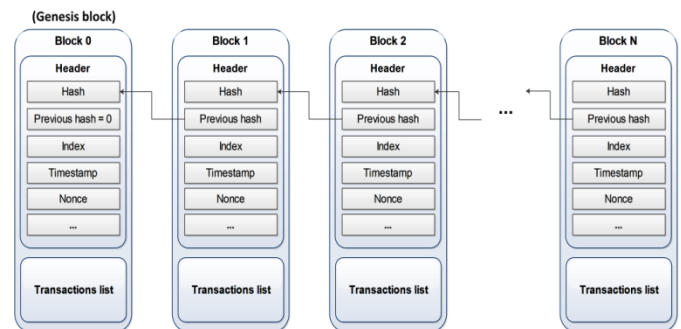 (Genesis block)
Block 0
Header
Hash
Previous hash = 0
Index
Timestamp
Nonce
...
Transactions list
Block 1
Header
Hash
Previous hash
Index
Timestamp
Nonce
...
Transactions list
Block 2
Header
Hash
Previous hash
Index
Timestamp
Nonce
...
Transactions list
...
Block N
Header
Hash
Previous hash
Index
Timestamp
Nonce
...
Transactions list